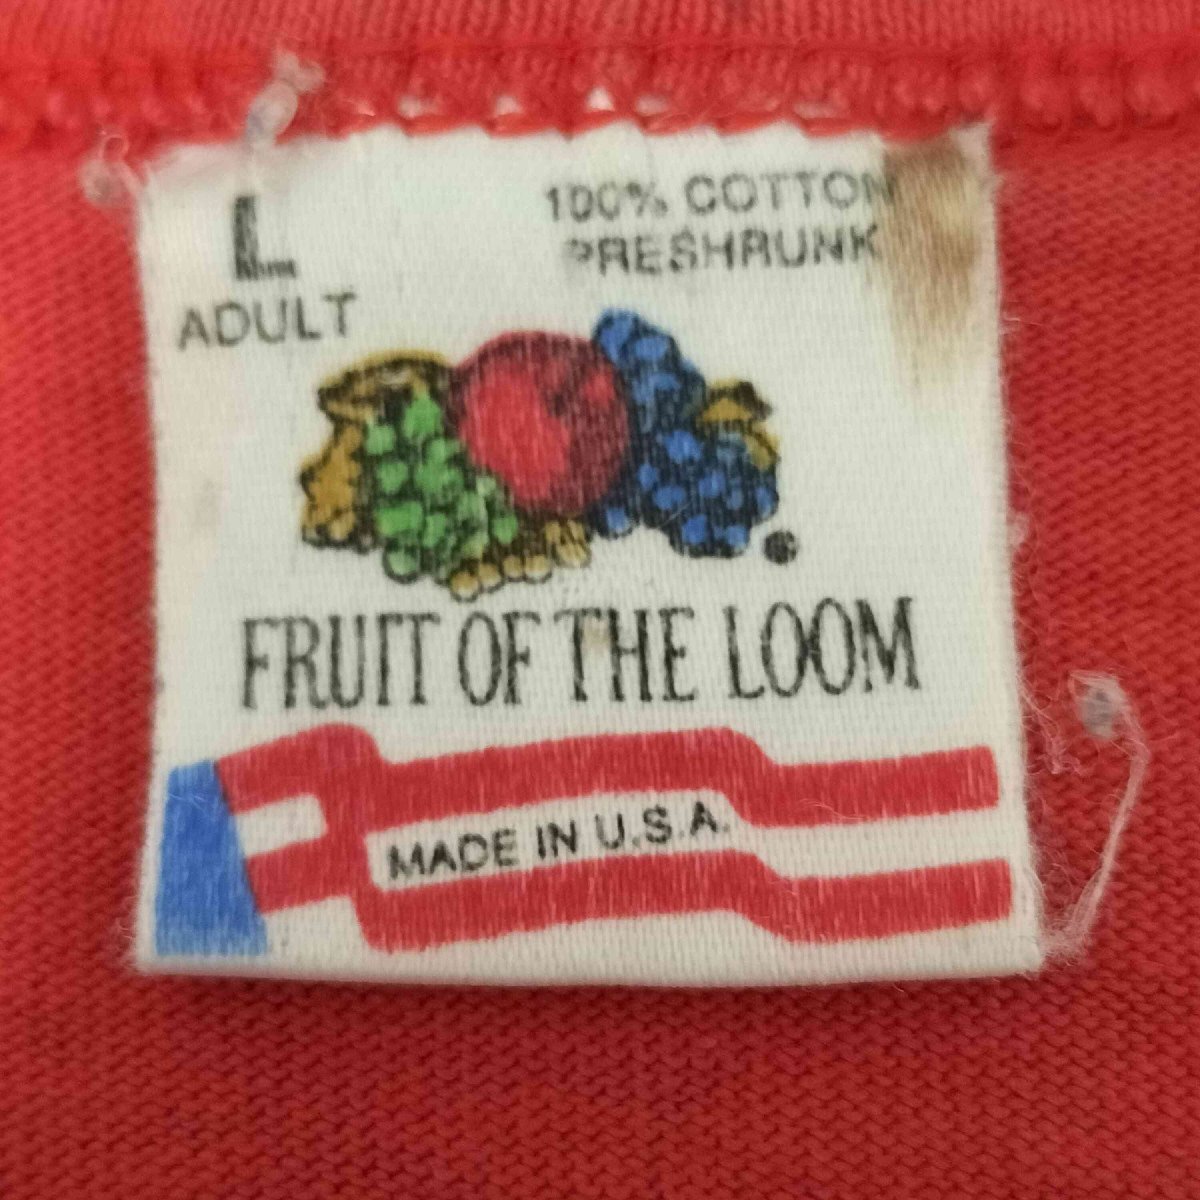 L
ADULT
100% COTTON
PRESHRUNK
FRUIT OF THE LOOM
MADE IN U.S.A.